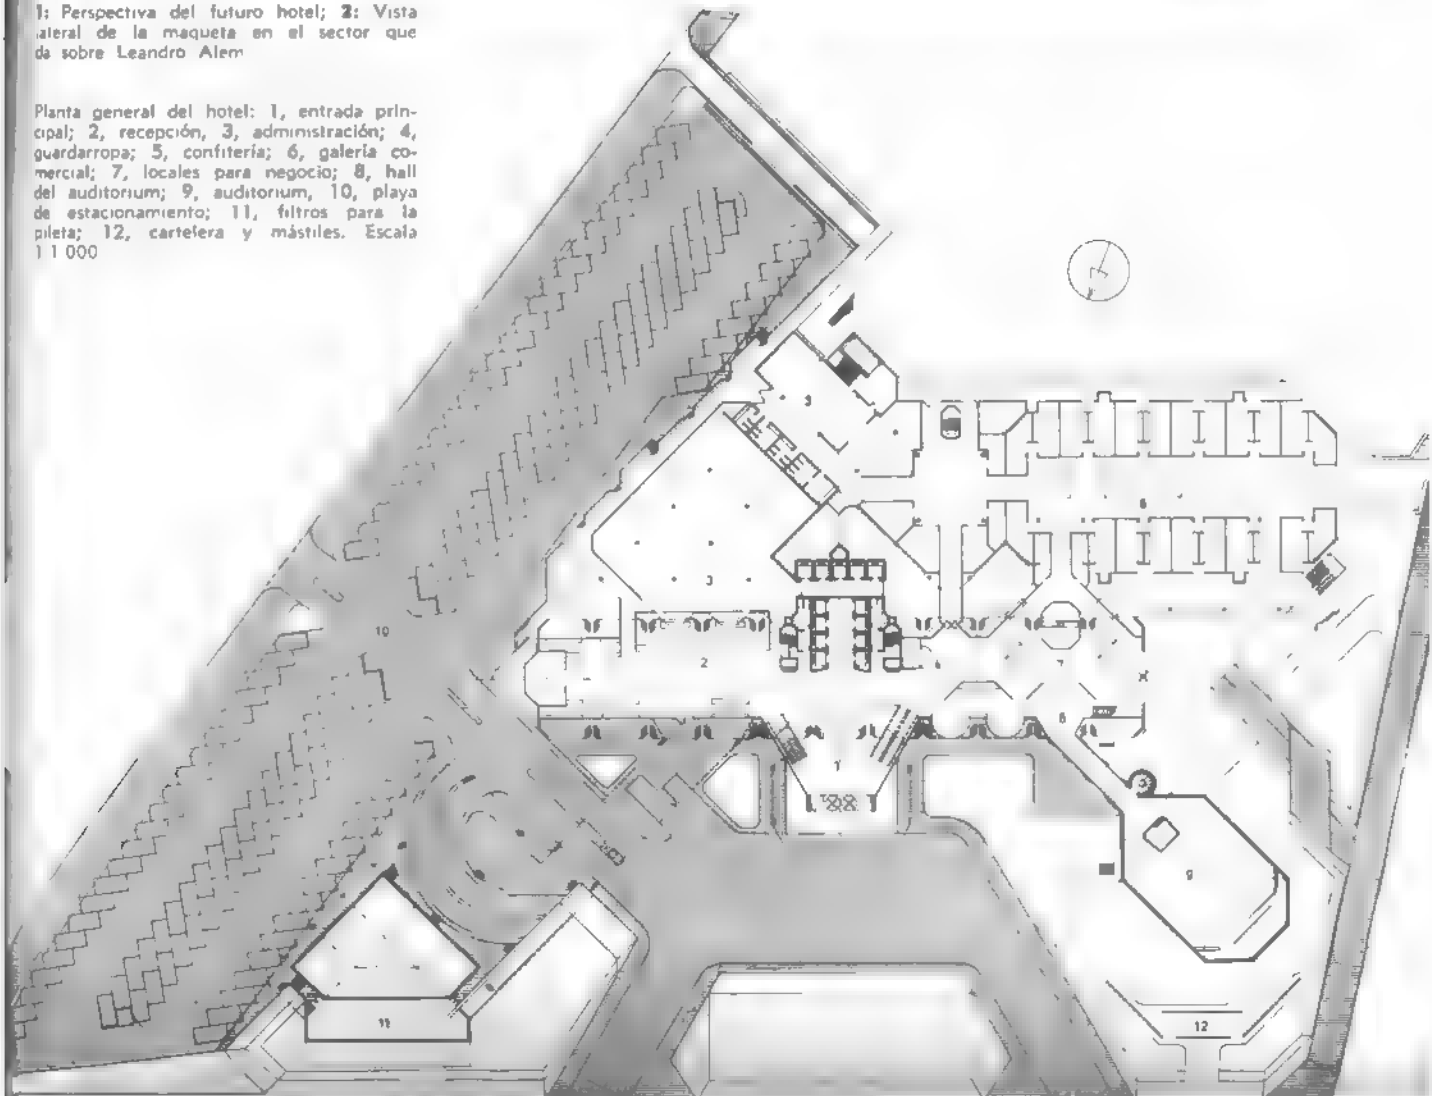 1: Perspectiva del futuro hotel; 2: Vista
lateral de la maqueta en el sector que
da sobre Leandro Alem
Planta general del hotel: 1, entrada prin-
cipal; 2, recepción, 3, administración; 4,
guardarropa; 5, confitería; 6, galería co-
mercial; 7, locales para negocio; 8, hall
del auditorium; 9, auditorium, 10, playa
de estacionamiento; 11, filtros para la
pileta; 12, cartelera y mástiles. Escala
1 1 000
3
3
10
2
7
1
9
11
12